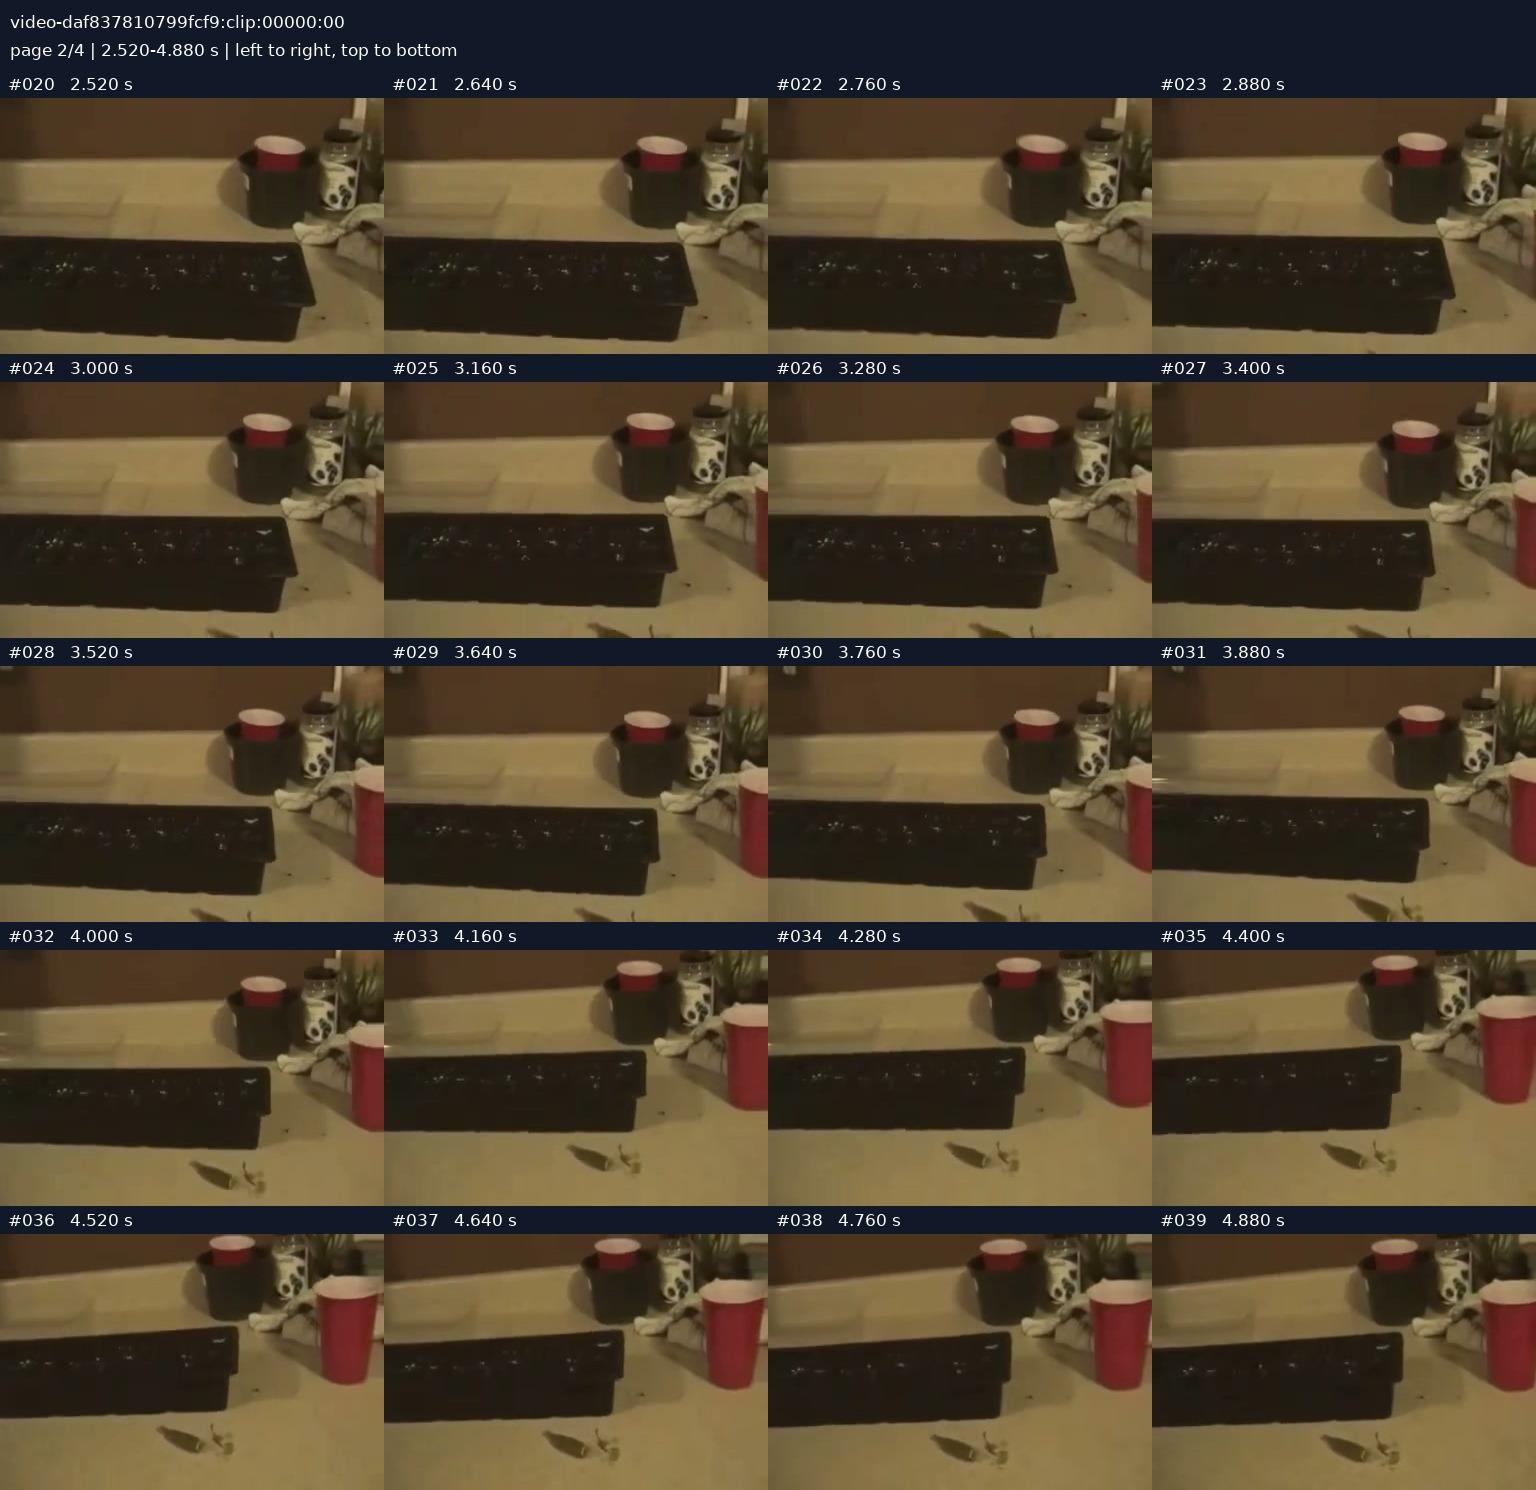 video-daf837810799fcf9:clip:00000:00
page 2/4 | 2.520-4.880 s | left to right, top to bottom
#020 2.520 s
#021 2.640 s
#022 2.760 s
#023 2.880 s
#024 3.000 s
#025 3.160 s
#026 3.280 s
#027 3.400 s
#028 3.520 s
#029 3.640 s
#030 3.760 s
#031 3.880 s
#032 4.000 s
#033 4.160 s
#034 4.280 s
#035 4.400 s
#036 4.520 s
#037 4.640 s
#038 4.760 s
#039 4.880 s